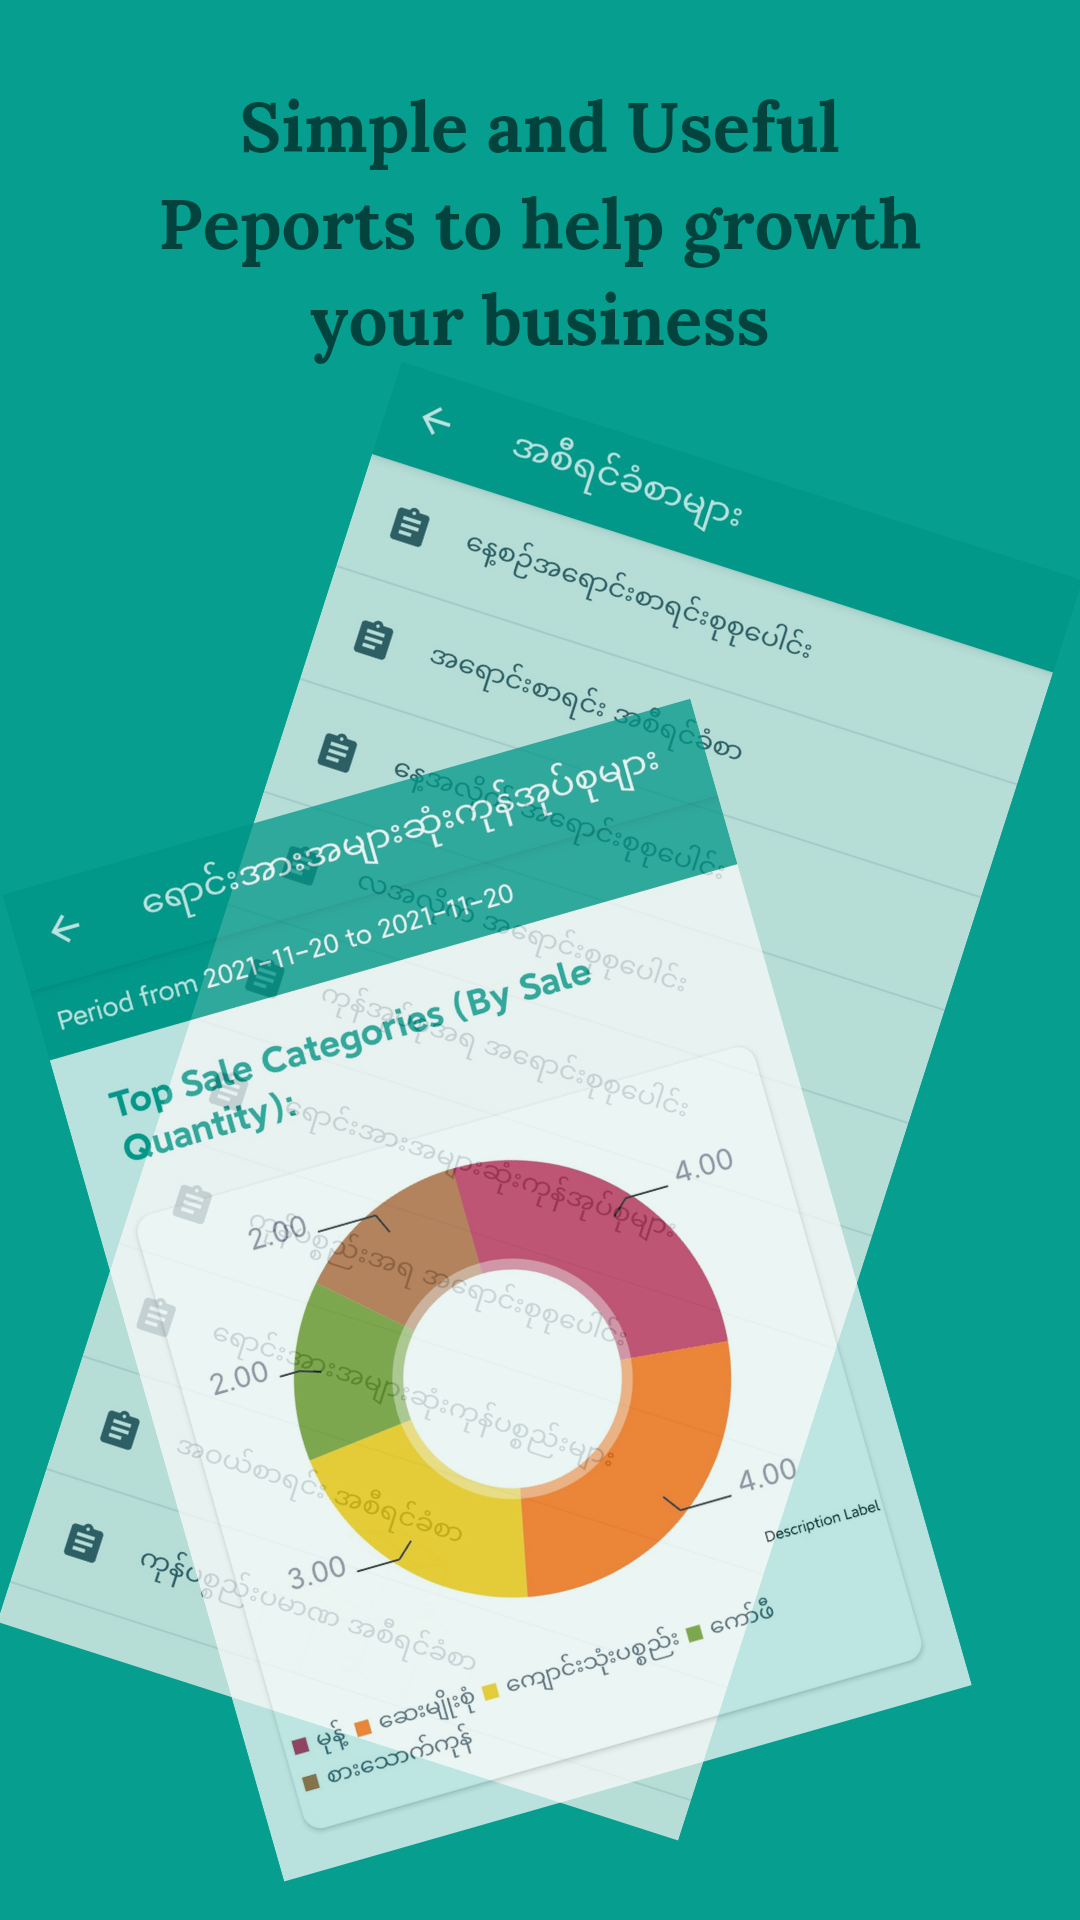 Simple and Useful
Peports to help growth
your business
အစီရင်ခံစာများ
နေ့စဉ်အရောင်းစာရင်းစုစုပေါင်း
အရောင်းစာရင်း အစီရင်ခံစာ
နေ့အလိုက် အရောင်းစုစုပေါင်း
လအလိုက် အရောင်းစုစုပေါင်း
ကုန်အုပ်စုအရ အရောင်းစုစုပေါင်း
ရောင်းအားအများဆုံးကုန်အုပ်စုများ
ကုန်ပစ္စည်းအရ အရောင်းစုစုပေါင်း
ရောင်းအားအများဆုံးကုန်ပစ္စည်းများ
အဝယ်စာရင်း အစီရင်ခံစာ
ကုန်ပစ္စည်းပမာဏ အစီရင်ခံစာ
ရောင်းအားအများဆုံးကုန်အုပ်စုများ
Period from 2021-11-20 to 2021-11-20
Top Sale Categories (By Sale
Quantity):
4.00
2.00
2.00
4.00
3.00
Description Label
မုန့် ဆေးမျိုးစုံ ကျောင်းသုံးပစ္စည်း ကော်ဖီ
စားသောက်ကုန်